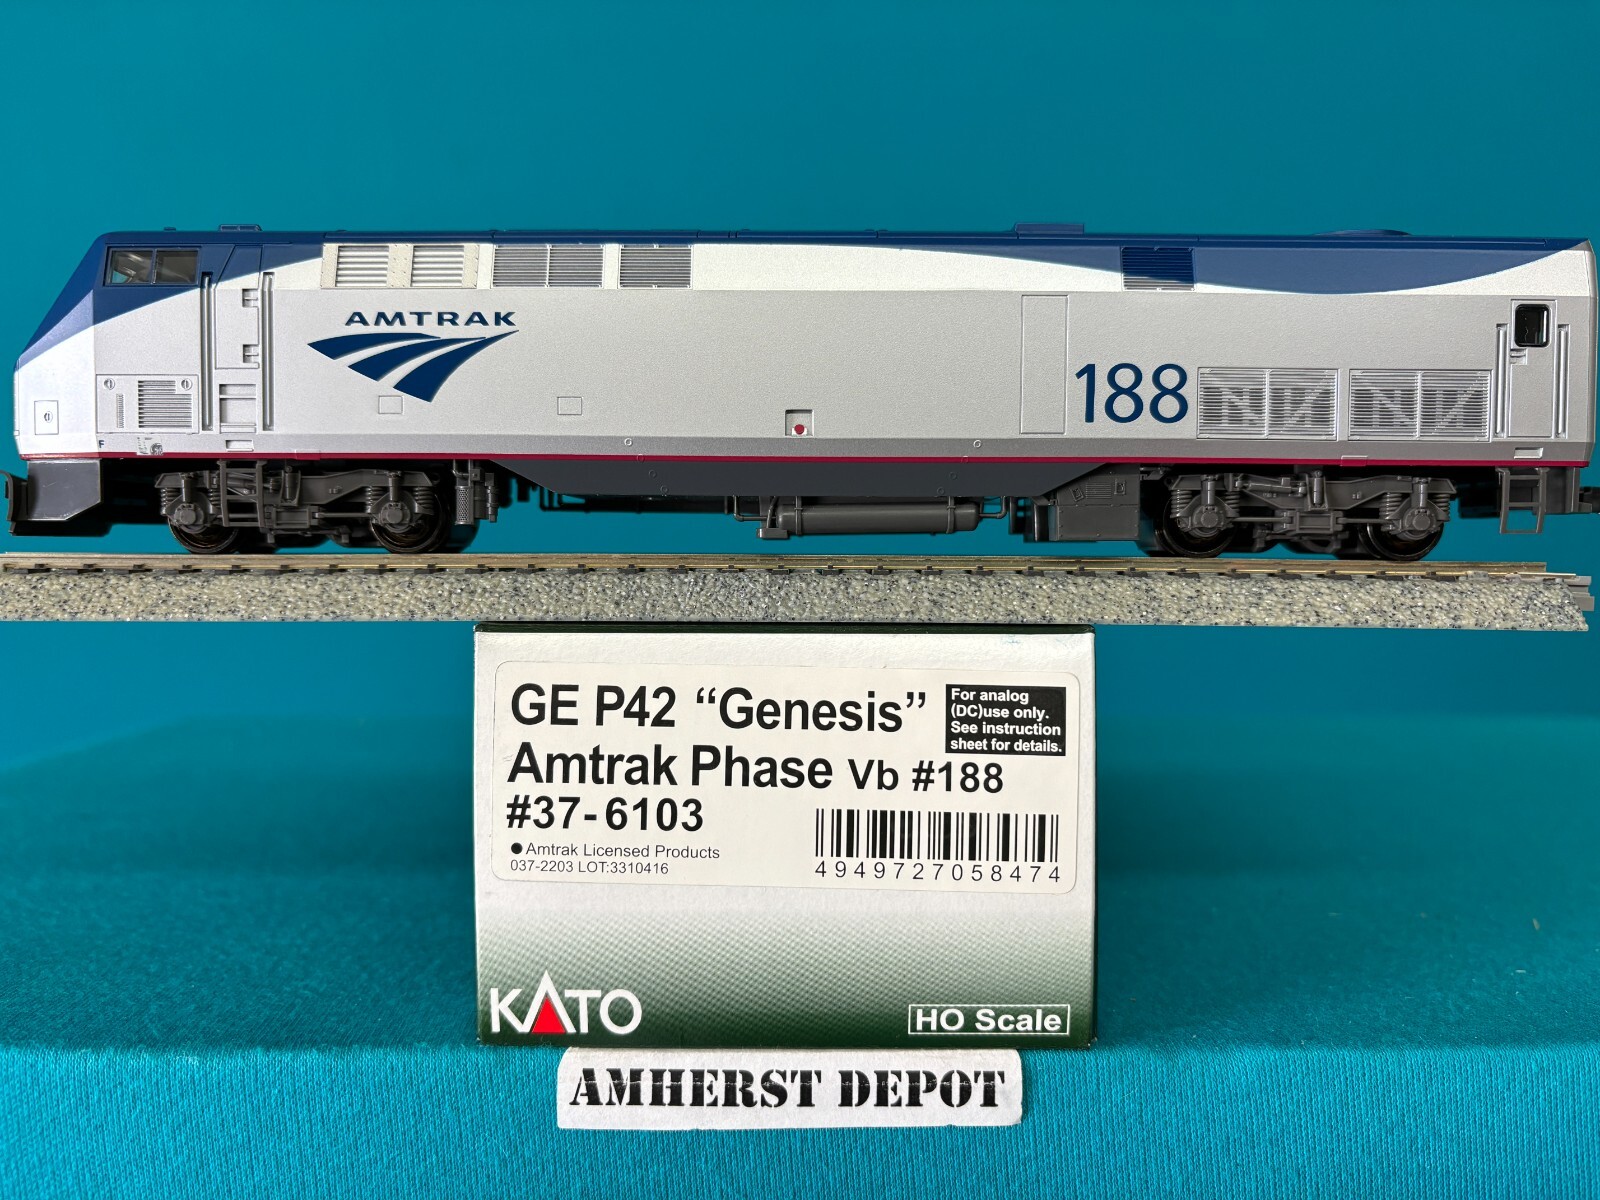 AMTRAK
188
F
GE P42 “Genesis”
Amtrak Phase Vb #188
#37-6103
For analog
(DC)use only.
See instruction
sheet for details.
●Amtrak Licensed Products
037-2203 LOT:3310416
4949727058474
KATO
HO Scale
AMHERST DEPOT